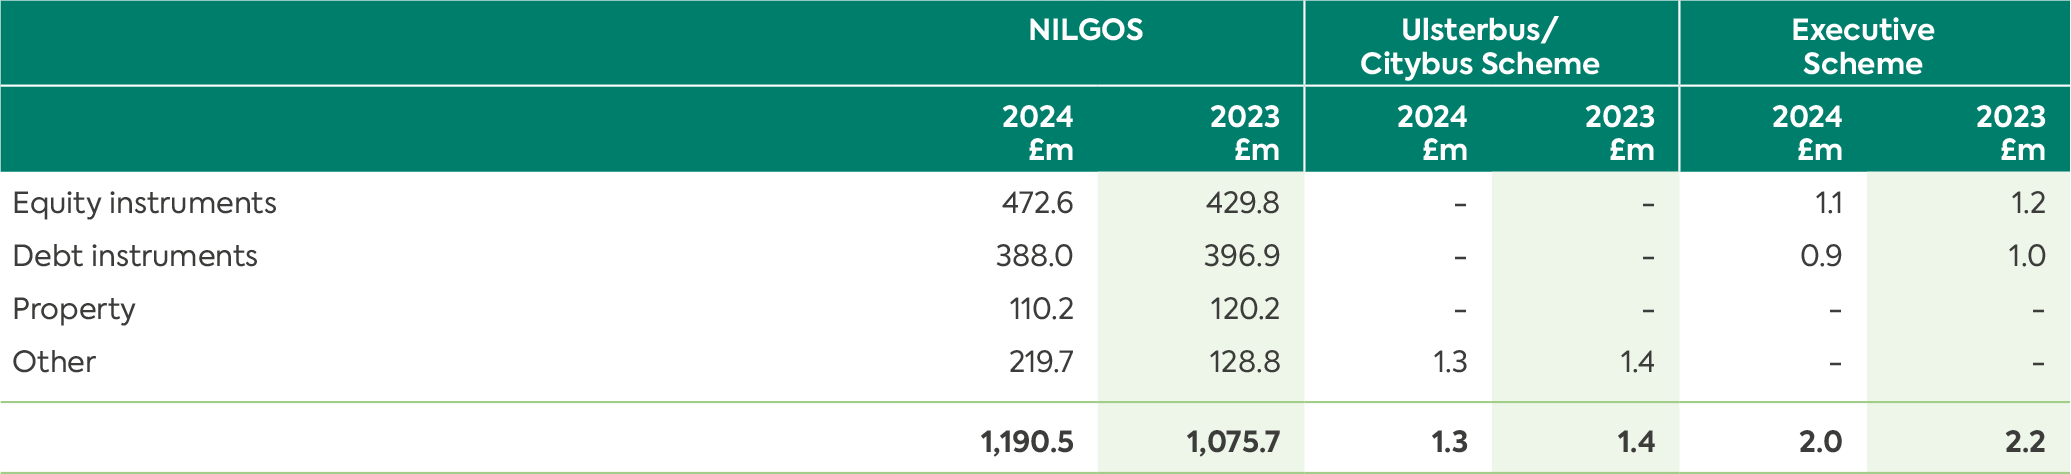 NILGOS Ulsterbus/ Executive
Citybus Scheme Scheme
2024 2023 2024 2023 2024 2023
£m £m £m £m £m £m
Equity instruments 472.6 429.8 – – 1.1 1.2
Debt instruments 388.0 396.9 – – 0.9 1.0
Property 110.2 120.2 – – – –
Other 219.7 128.8 1.3 1.4 – –
1,190.5 1,075.7 1.3 1.4 2.0 2.2